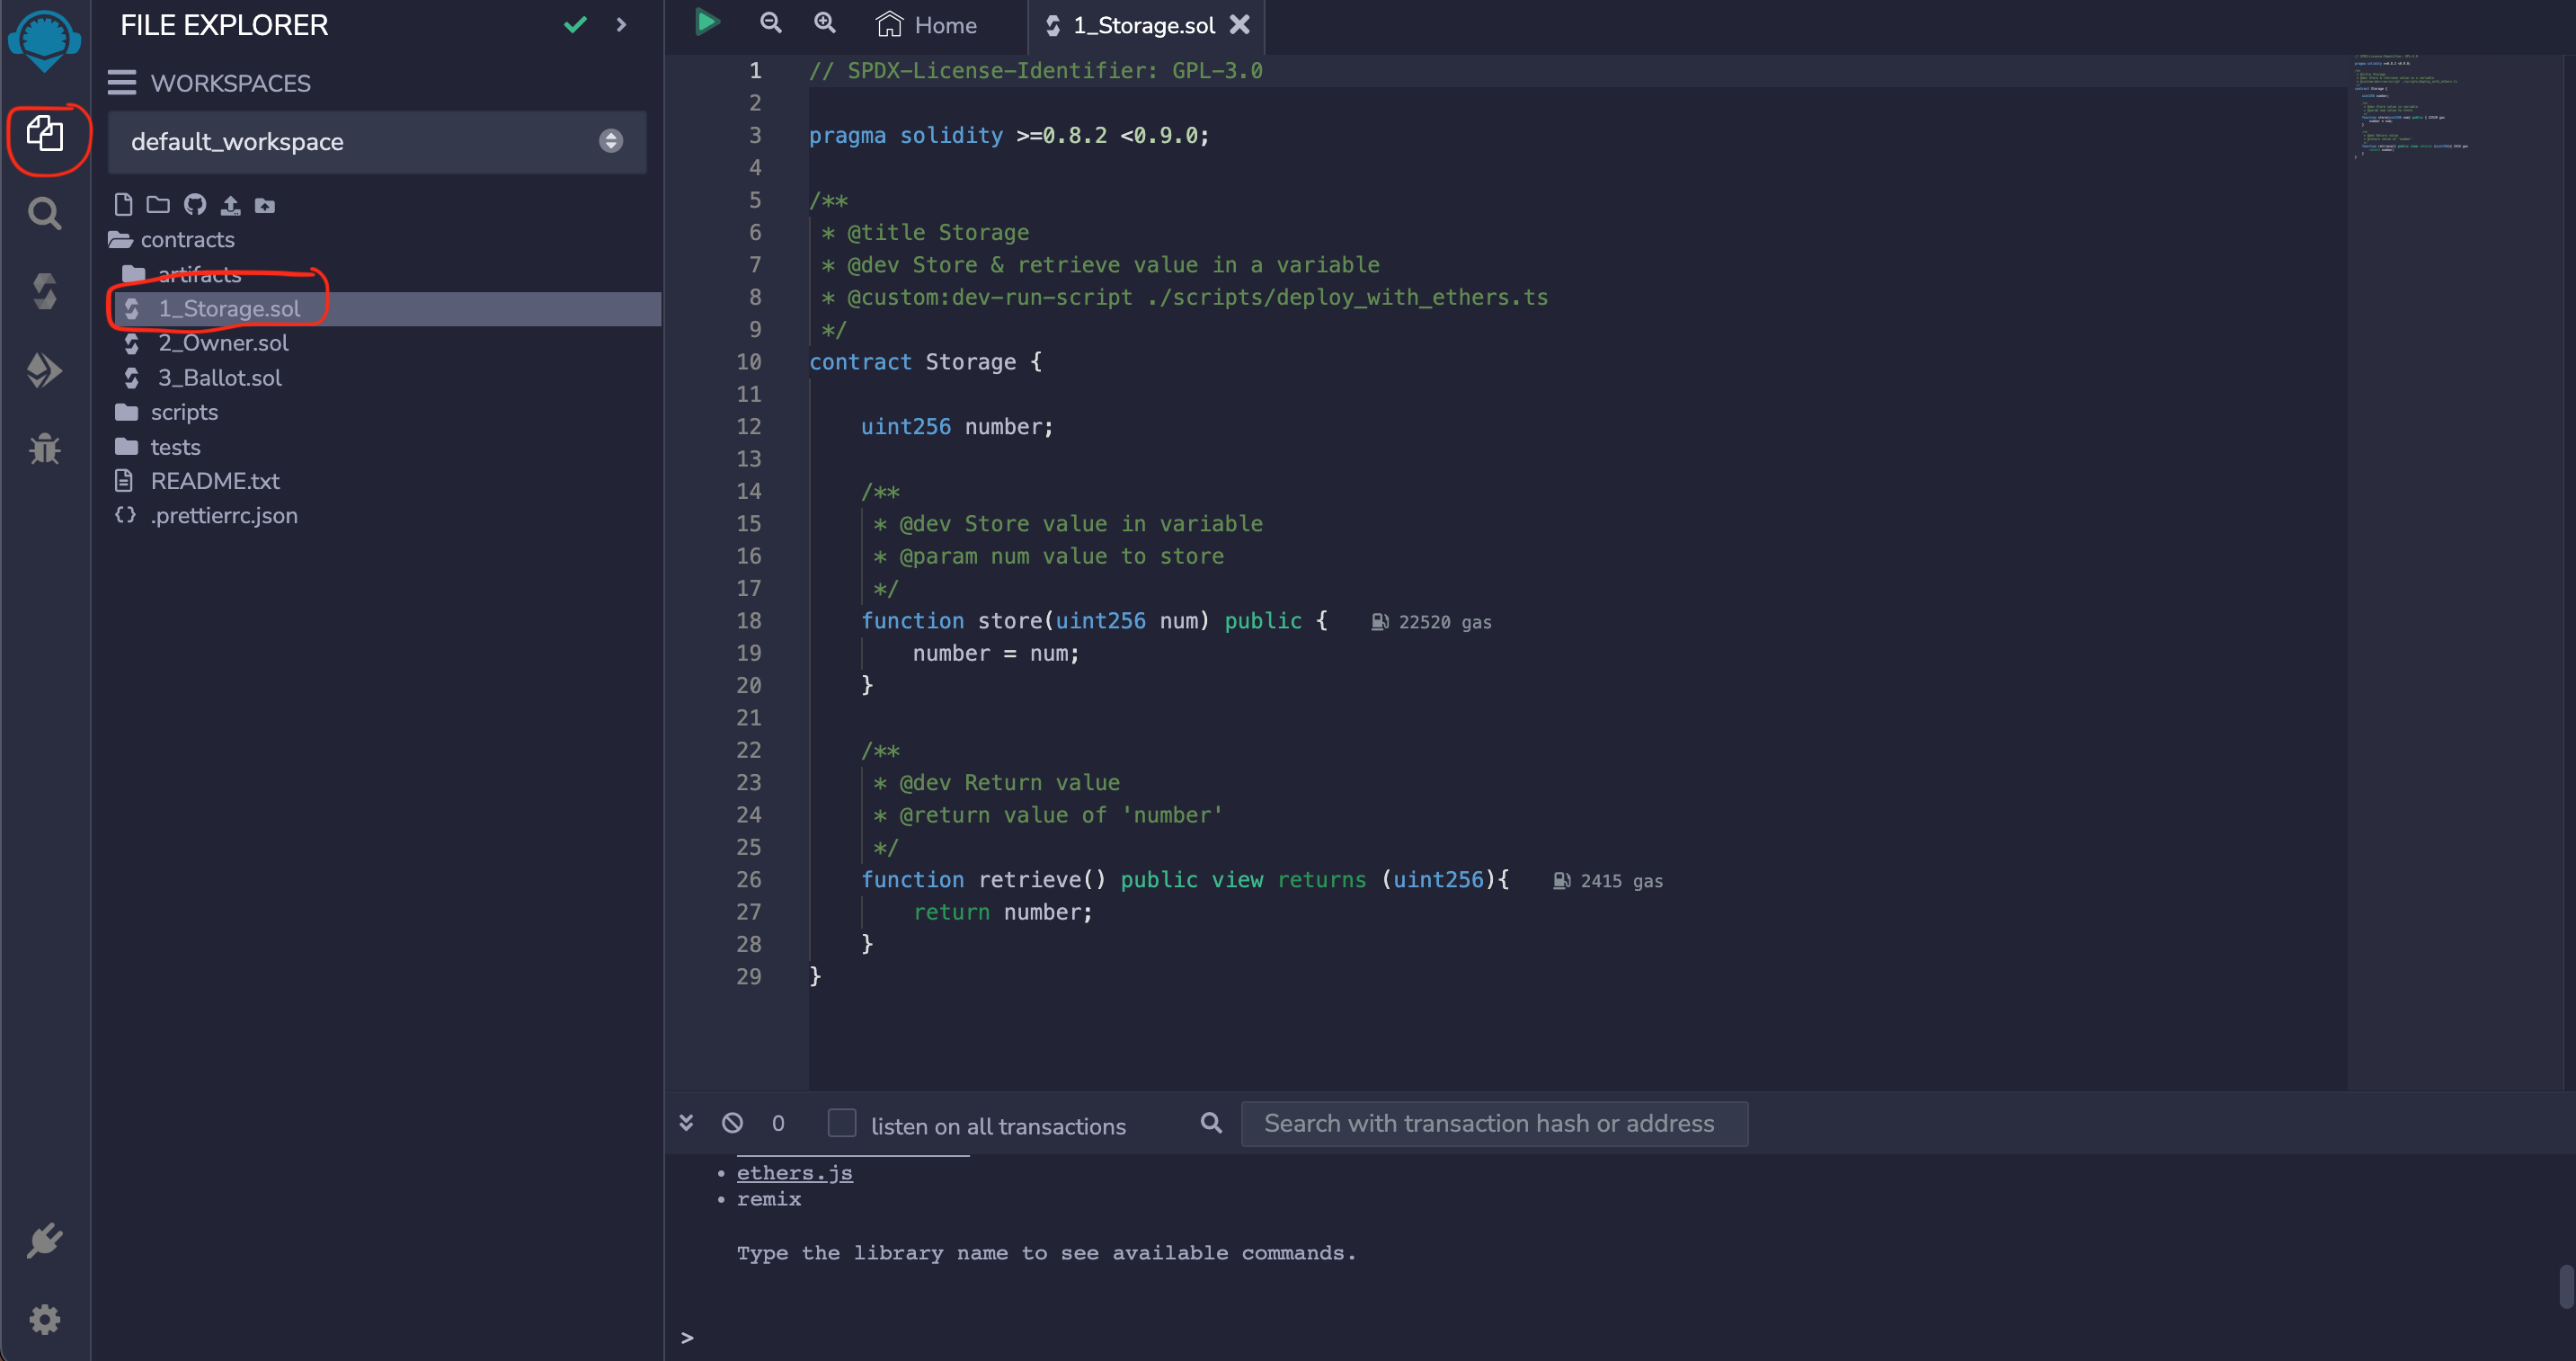 FILE EXPLORER
WORKSPACES
default_workspace
contracts
artifacts
1_Storage.sol
2_Owner.sol
3_Ballot.sol
scripts
tests
README.txt
.prettierrc.json
Home
1_Storage.sol
1 // SPDX-License-Identifier: GPL-3.0
2
3 pragma solidity >=0.8.2 <0.9.0;
4
5 /**
6 * @title Storage
7 * @dev Store & retrieve value in a variable
8 * @custom:dev-run-script ./scripts/deploy_with_ethers.ts
9 */
10 contract Storage {
11
12 uint256 number;
13
14 /**
15 * @dev Store value in variable
16 * @param num value to store
17 */
18 function store(uint256 num) public { 22520 gas
19 number = num;
20 }
21
22 /**
23 * @dev Return value
24 * @return value of 'number'
25 */
26 function retrieve() public view returns (uint256){ 2415 gas
27 return number;
28 }
29 }
0 listen on all transactions Search with transaction hash or address
• ethers.js
• remix
Type the library name to see available commands.
>